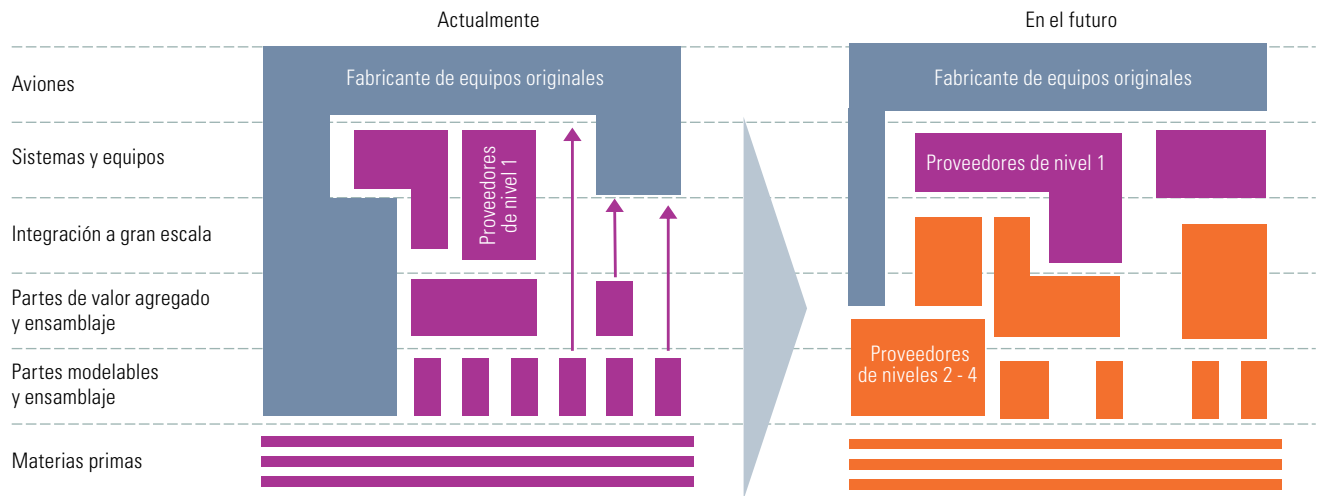 Actualmente
En el futuro
Aviones
Fabricante de equipos originales
Fabricante de equipos originales
Sistemas y equipos
Proveedores
de nivel 1
Proveedores de nivel 1
Integración a gran escala
Partes de valor agregado
y ensamblaje
Partes modelables
y ensamblaje
Proveedores
de niveles 2 - 4
Materias primas